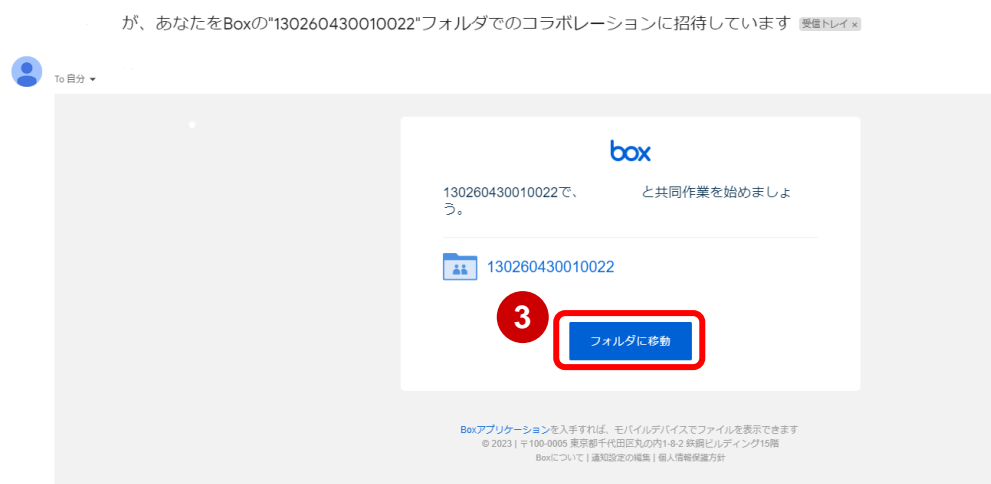 が、あなたをBoxの"130260430010022"フォルダでのコラボレーションに招待しています 受信トレイ ×
To 自分
box
130260430010022で、 と共同作業を始めましょ
う。
130260430010022
3
フォルダに移動
Boxアプリケーションを入手すれば、モバイルデバイスでファイルを表示できます
© 2023 | 〒100-0005 東京都千代田区丸の内1-8-2 鉄鋼ビルディング15階
Boxについて | 通知設定の編集 | 個人情報保護方針